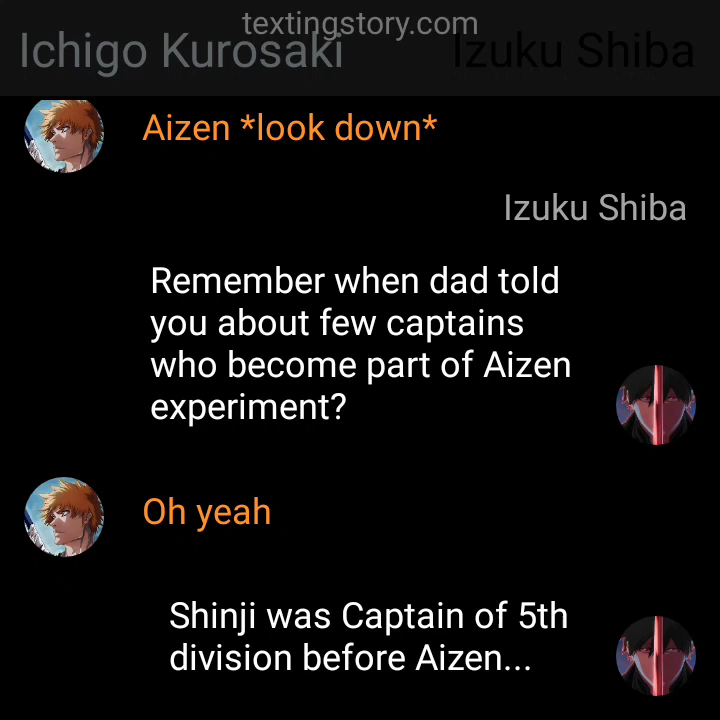 textingstory.com
Ichigo Kurosaki
Izuku Shiba
Aizen *look down*
Izuku Shiba
Remember when dad told
you about few captains
who become part of Aizen
experiment?
Oh yeah
Shinji was Captain of 5th
division before Aizen...